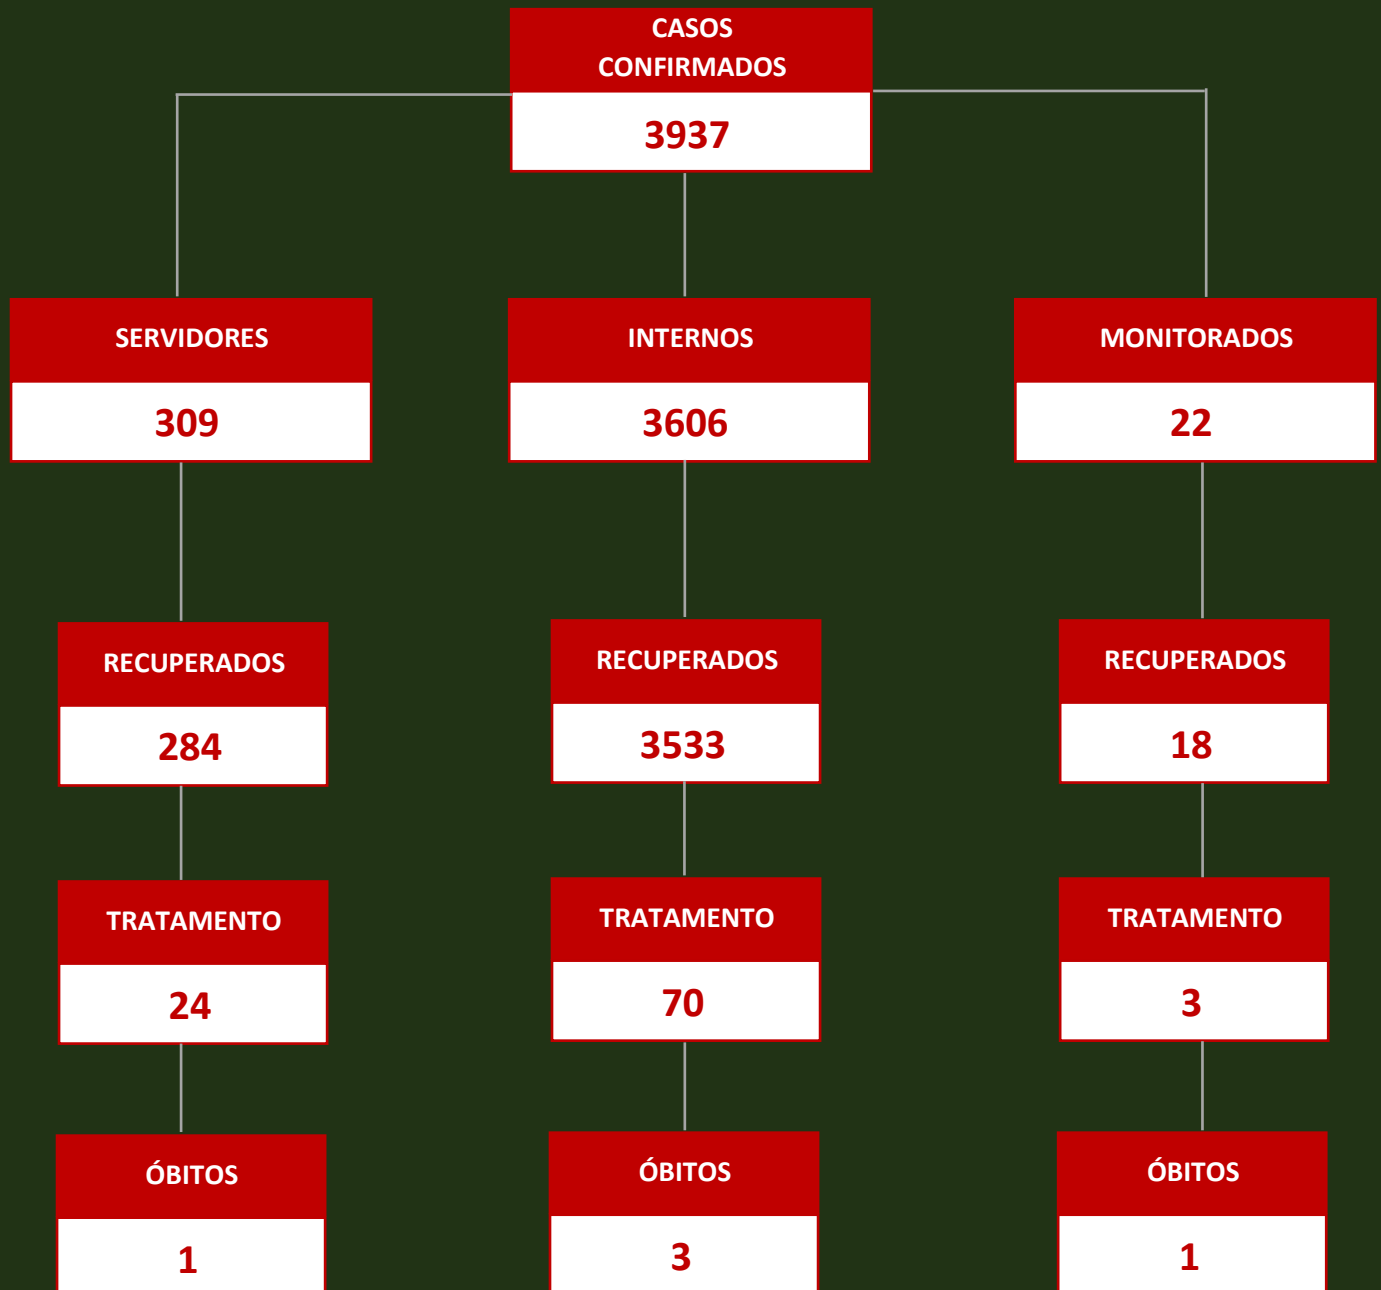 CASOS
CONFIRMADOS
3937
SERVIDORES
309
INTERNOS
3606
MONITORADOS
22
RECUPERADOS
284
RECUPERADOS
3533
RECUPERADOS
18
TRATAMENTO
24
TRATAMENTO
70
TRATAMENTO
3
ÓBITOS
1
ÓBITOS
3
ÓBITOS
1